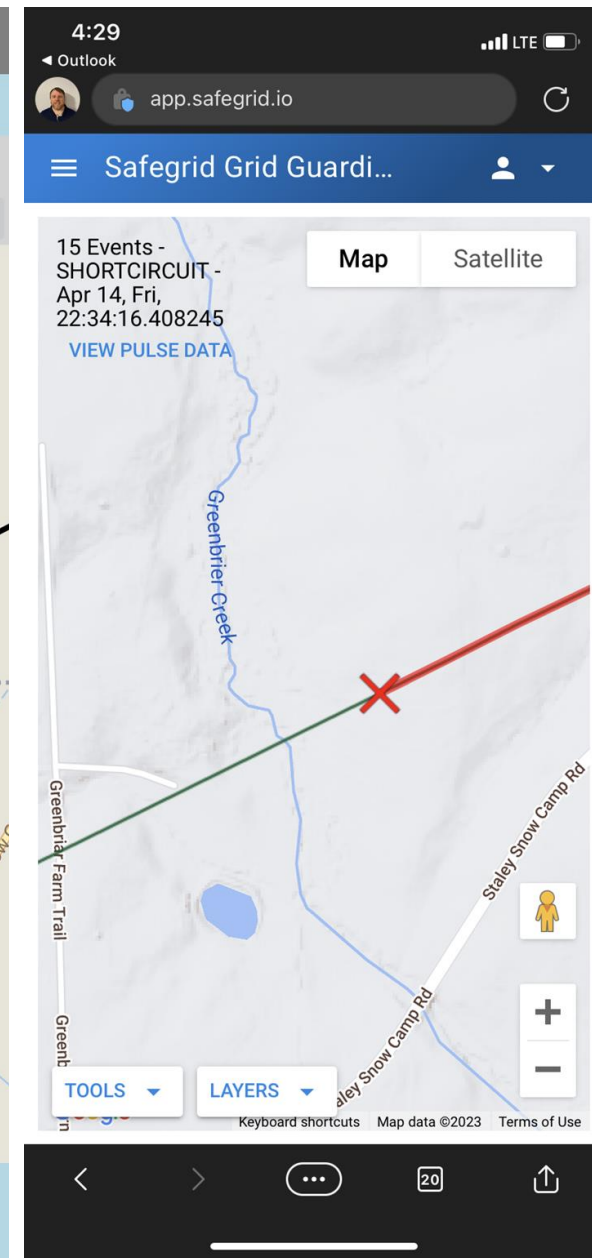 4:29
LTE
◄ Outlook
app.safegrid.io
Safegrid Grid Guardi...
15 Events -
SHORTCIRCUIT -
Apr 14, Fri,
22:34:16.408245
VIEW PULSE DATA
Map
Satellite
Greenbrier Creek
Staley Snow Camp Rd
Greenbriar Farm Trail
Staley Snow Camp Rd
TOOLS
LAYERS
Keyboard shortcuts
Map data ©2023
Terms of Use
20